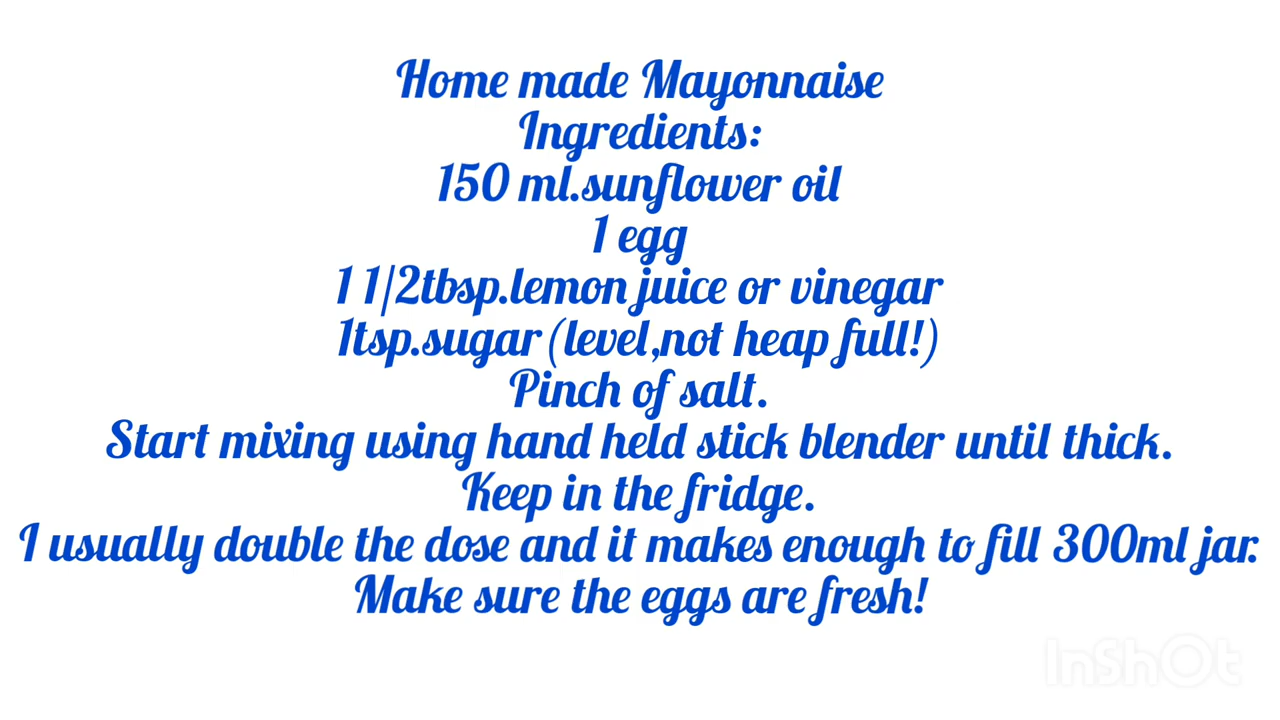 Home made Mayonnaise
Ingredients:
150 ml.sunflower oil
1 egg
1 1/2tbsp.lemon juice or vinegar
1tsp.sugar(level,not heap full!)
Pinch of salt.
Start mixing using hand held stick blender until thick.
Keep in the fridge.
I usually double the dose and it makes enough to fill 300ml jar.
Make sure the eggs are fresh!
InShOt